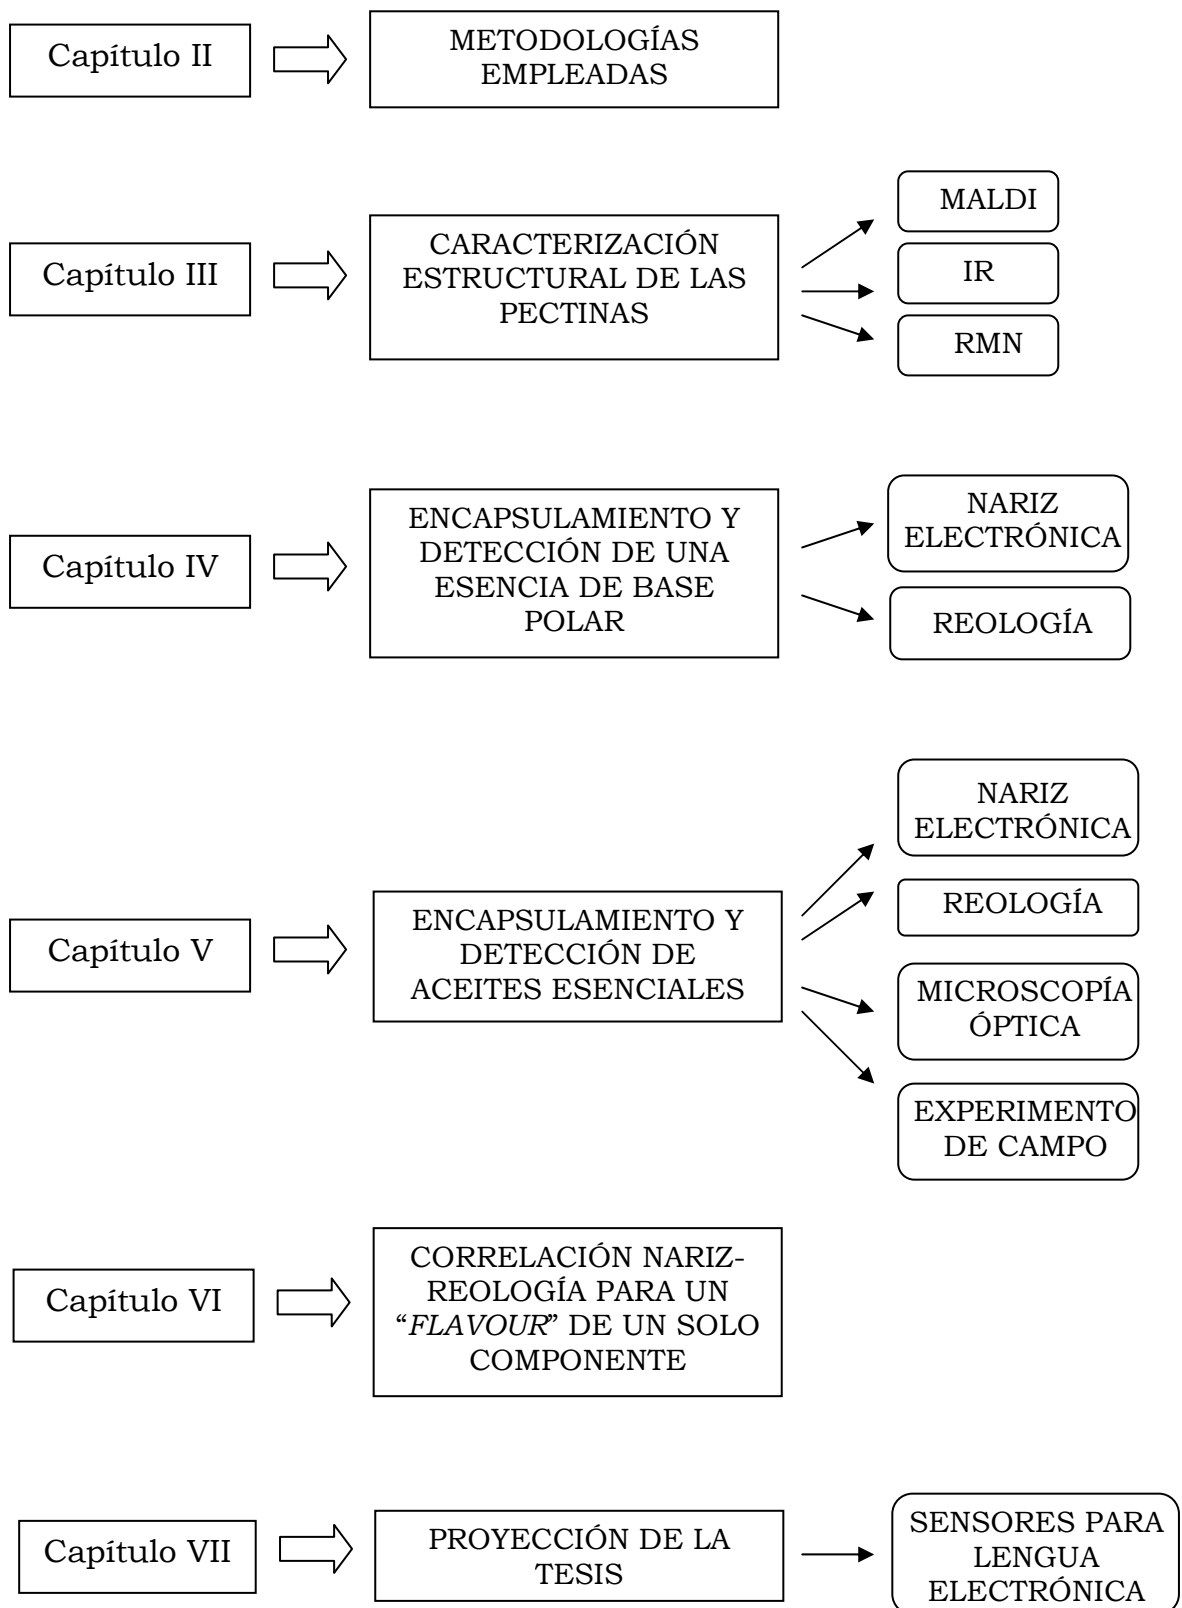 Capítulo II
METODOLOGÍAS
EMPLEADAS
Capítulo III
CARACTERIZACIÓN
ESTRUCTURAL DE LAS
PECTINAS
MALDI
IR
RMN
Capítulo IV
ENCAPSULAMIENTO Y
DETECCIÓN DE UNA
ESENCIA DE BASE
POLAR
NARIZ
ELECTRÓNICA
REOLOGÍA
Capítulo V
ENCAPSULAMIENTO Y
DETECCIÓN DE
ACEITES ESENCIALES
NARIZ
ELECTRÓNICA
REOLOGÍA
MICROSCOPÍA
ÓPTICA
EXPERIMENTO
DE CAMPO
Capítulo VI
CORRELACIÓN NARIZ-
REOLOGÍA PARA UN
“FLAVOUR” DE UN SOLO
COMPONENTE
Capítulo VII
PROYECCIÓN DE LA
TESIS
SENSORES PARA
LENGUA
ELECTRÓNICA